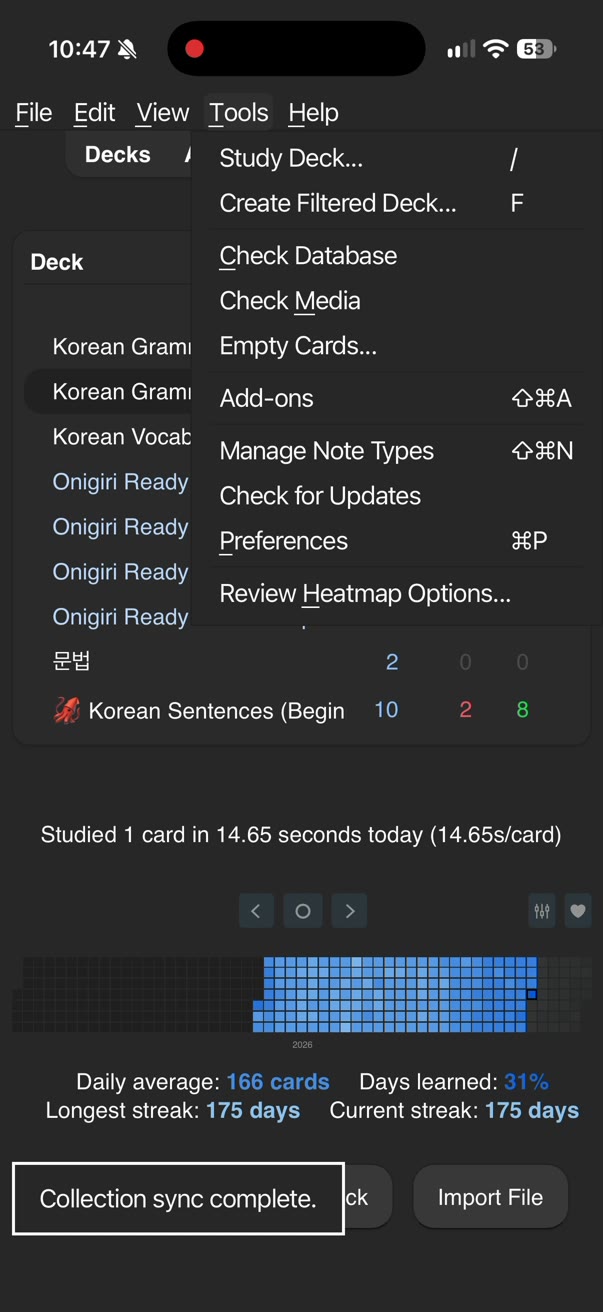 10:47
53
File Edit View Tools Help
Decks
Study Deck... /
Create Filtered Deck... F
Deck
Check Database
Check Media
Empty Cards...
Korean Gram
Korean Gram
Add-ons ⇧⌘A
Korean Vocab
Manage Note Types ⇧⌘N
Onigiri Ready
Check for Updates
Onigiri Ready
Preferences ⌘P
Onigiri Ready
Review Heatmap Options...
Onigiri Ready
문법 2 0 0
Korean Sentences (Begin 10 2 8
Studied 1 card in 14.65 seconds today (14.65s/card)
2026
Daily average: 166 cards Days learned: 31%
Longest streak: 175 days Current streak: 175 days
Collection sync complete. ck Import File